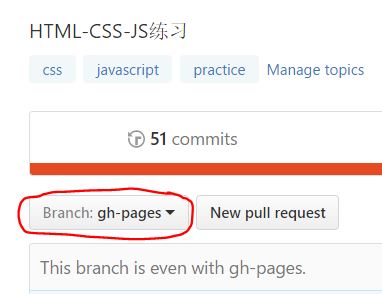 HTML-CSS-JS练习
css javascript practice Manage topics
51 commits
Branch: gh-pages New pull request
This branch is even with gh-pages.